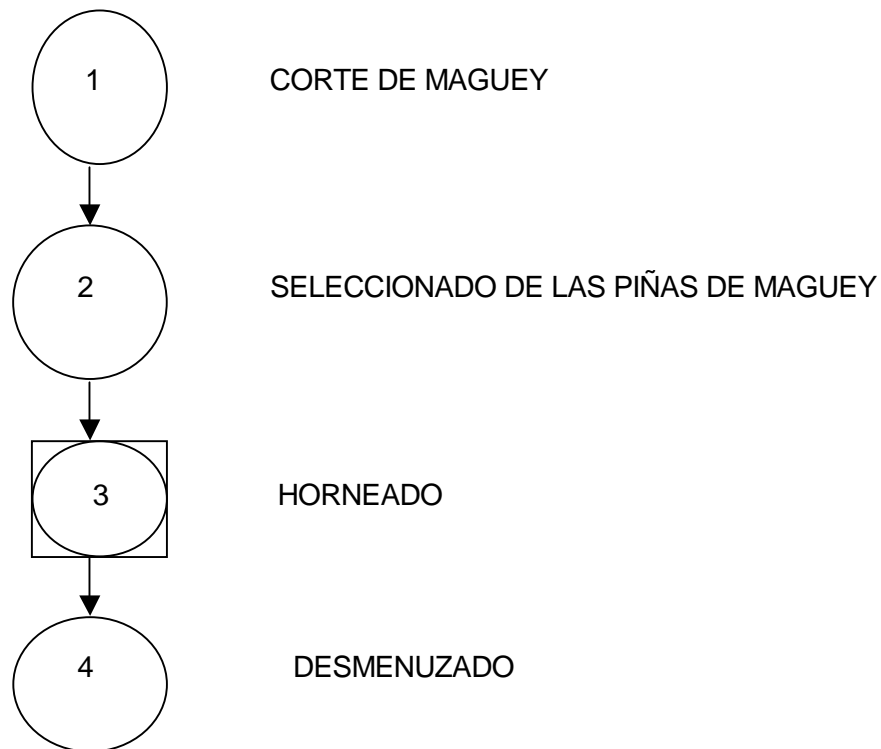 1 CORTE DE MAGUEY
2 SELECCIONADO DE LAS PIÑAS DE MAGUEY
3 HORNEADO
4 DESMENUZADO